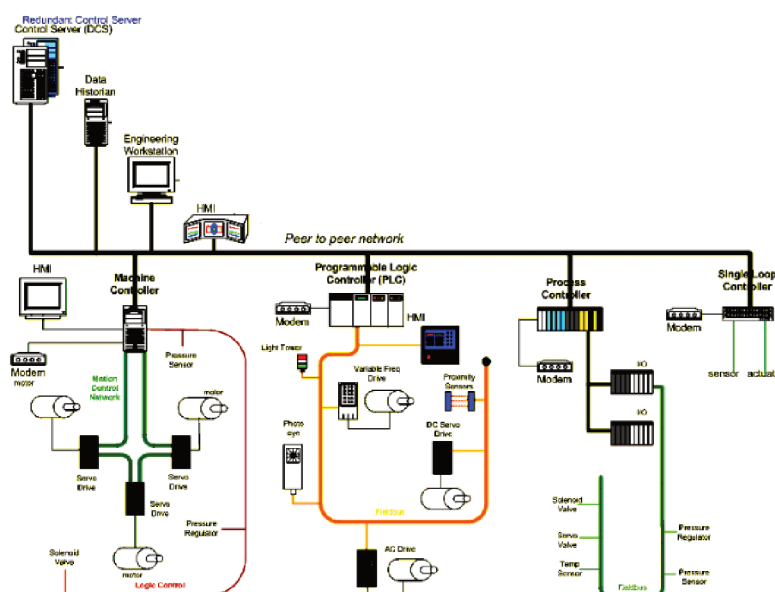 Redundant Control Server
Control Server (DCS)
Data
Historian
Engineering
Workstation
HMI
Peer to peer network
HMI
Machine
Controller
Programmable Logic
Controller (PLC)
Process
Controller
Single Loop
Controller
Modem
HMI
Modem
Light Tower
Pressure
Sensor
Modem
motor
Motion
Control
Network
motor
Variable Freq
Drive
Proximity
Sensors
Modem
I/O
sensor
actuat
I/O
Photo
eye
DC Servo
Drive
Servo
Drive
Servo
Drive
Servo
Drive
Fieldbus
Solenoid
Valve
Pressure
Regulator
Servo
Valve
Pressure
Regulator
Solenoid
Valve
motor
AC Drive
Temp
Sensor
Pressure
Sensor
Logic Control
Fieldbus